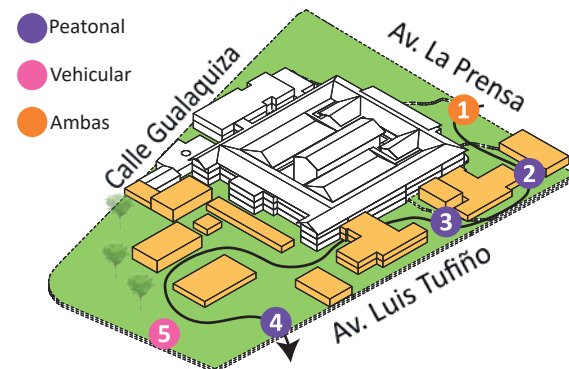 Peatonal
Vehicular
Ambas
Calle Gualaquiza
Av. La Prensa
1
2
3
Av. Luis Tufiño
4
5